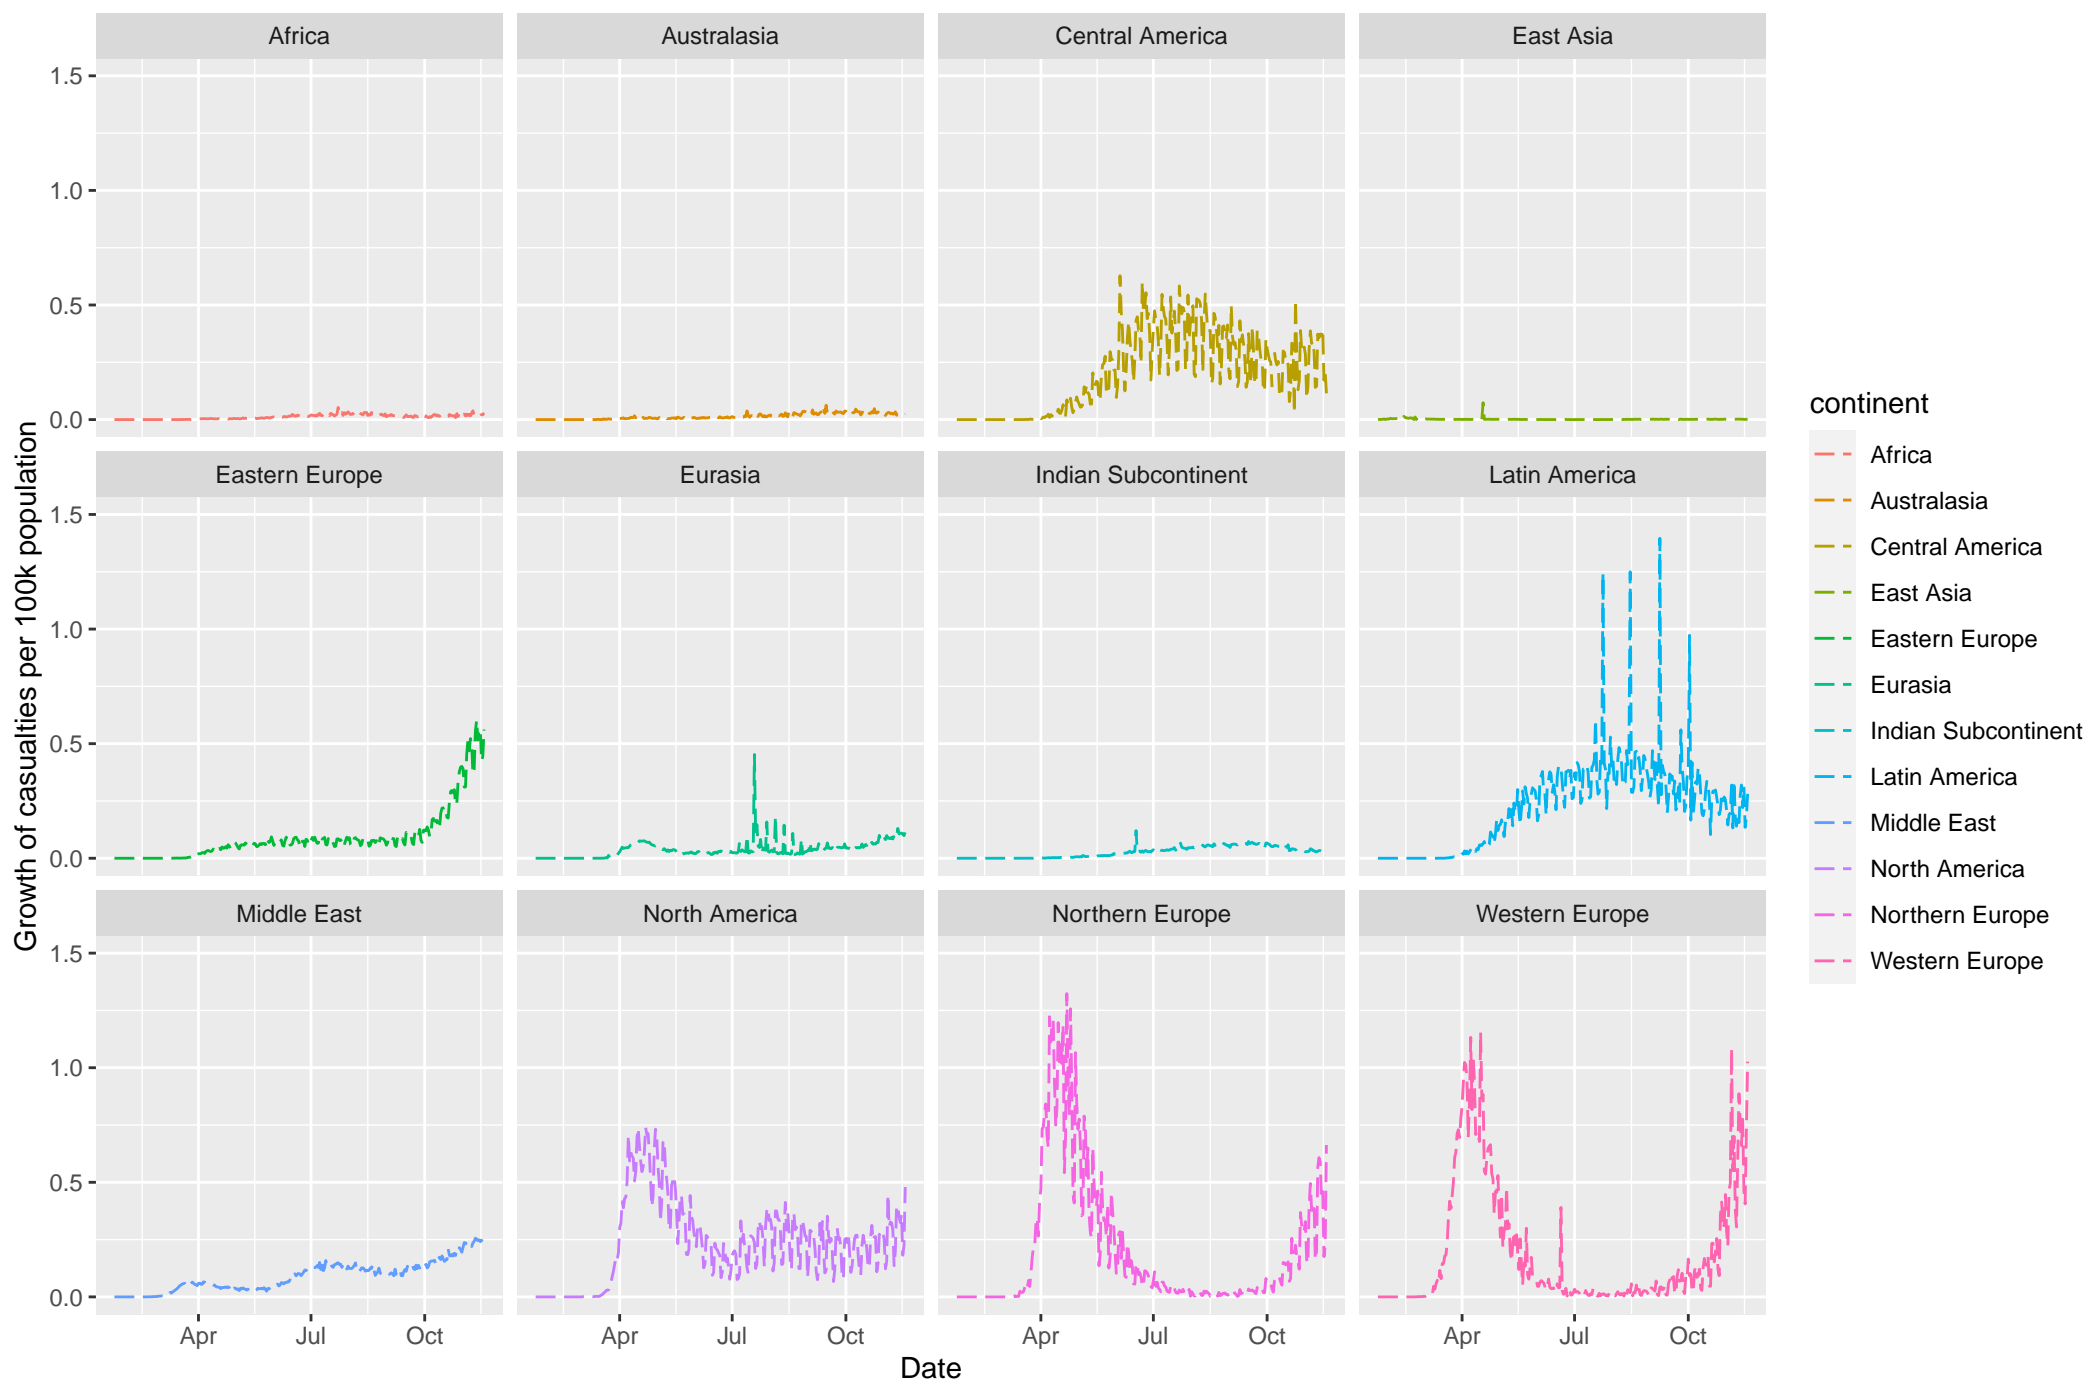 Africa
Australasia
Central America
East Asia
1.5
1.0
0.5
0.0
Eastern Europe
Eurasia
Indian Subcontinent
Latin America
1.5
1.0
0.5
0.0
Middle East
North America
Northern Europe
Western Europe
1.5
1.0
0.5
0.0
Apr Jul Oct
Apr Jul Oct
Apr Jul Oct
Apr Jul Oct
Date
Growth of casualties per 100k population
continent
Africa
Australasia
Central America
East Asia
Eastern Europe
Eurasia
Indian Subcontinent
Latin America
Middle East
North America
Northern Europe
Western Europe